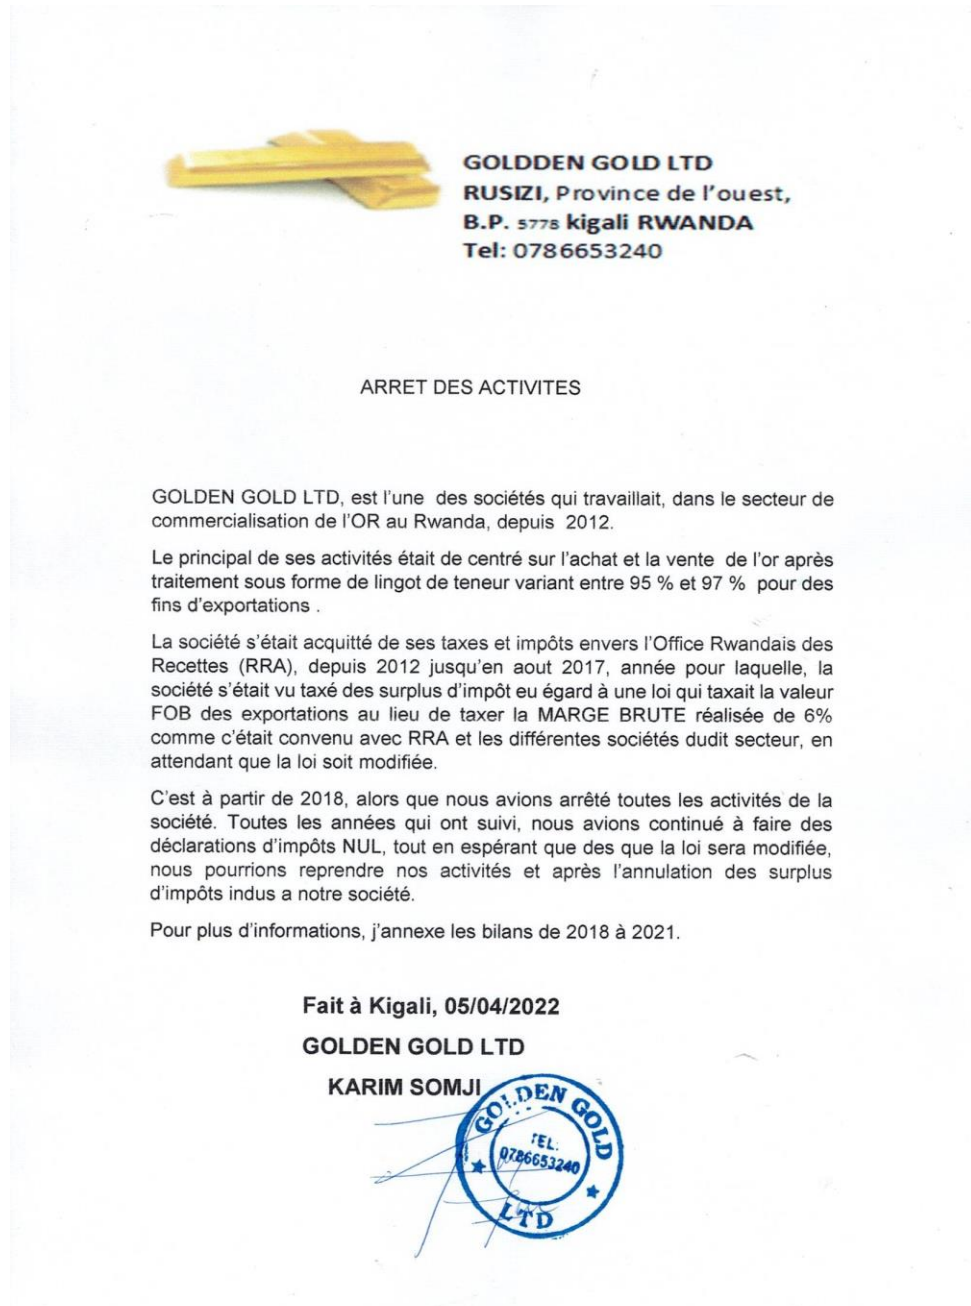 GOLDDEN GOLD LTD
RUSIZI, Province de l'ouest,
B.P. 5778 kigali RWANDA
Tel: 0786653240
ARRET DES ACTIVITES
GOLDEN GOLD LTD, est l'une des sociétés qui travaillait, dans le secteur de
commercialisation de l'OR au Rwanda, depuis 2012.
Le principal de ses activités était de centré sur l'achat et la vente de l'or après
traitement sous forme de lingot de teneur variant entre 95 % et 97 % pour des
fins d'exportations .
La société s'était acquitté de ses taxes et impôts envers l'Office Rwandais des
Recettes (RRA), depuis 2012 jusqu'en aout 2017, année pour laquelle, la
société s'était vu taxé des surplus d'impôt eu égard à une loi qui taxait la valeur
FOB des exportations au lieu de taxer la MARGE BRUTE réalisée de 6%
comme c'était convenu avec RRA et les différentes sociétés dudit secteur, en
attendant que la loi soit modifiée.
C'est à partir de 2018, alors que nous avions arrêté toutes les activités de la
société. Toutes les années qui ont suivi, nous avions continué à faire des
déclarations d'impôts NUL, tout en espérant que des que la loi sera modifiée,
nous pourrions reprendre nos activités et après l'annulation des surplus
d'impôts indus a notre société.
Pour plus d'informations, j'annexe les bilans de 2018 à 2021.
Fait à Kigali, 05/04/2022
GOLDEN GOLD LTD
KARIM SOMJI
GOLDEN GOLD
TEL:
0786653240
LTD